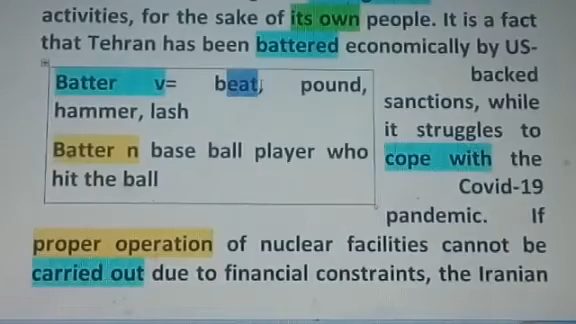 activities, for the sake of its own people. It is a fact
that Tehran has been battered economically by US-
backed
Batter v= beat, pound,
hammer, lash
sanctions, while
it struggles to
Batter n base ball player who
hit the ball
cope with the
Covid-19
pandemic. If
proper operation of nuclear facilities cannot be
carried out due to financial constraints, the Iranian